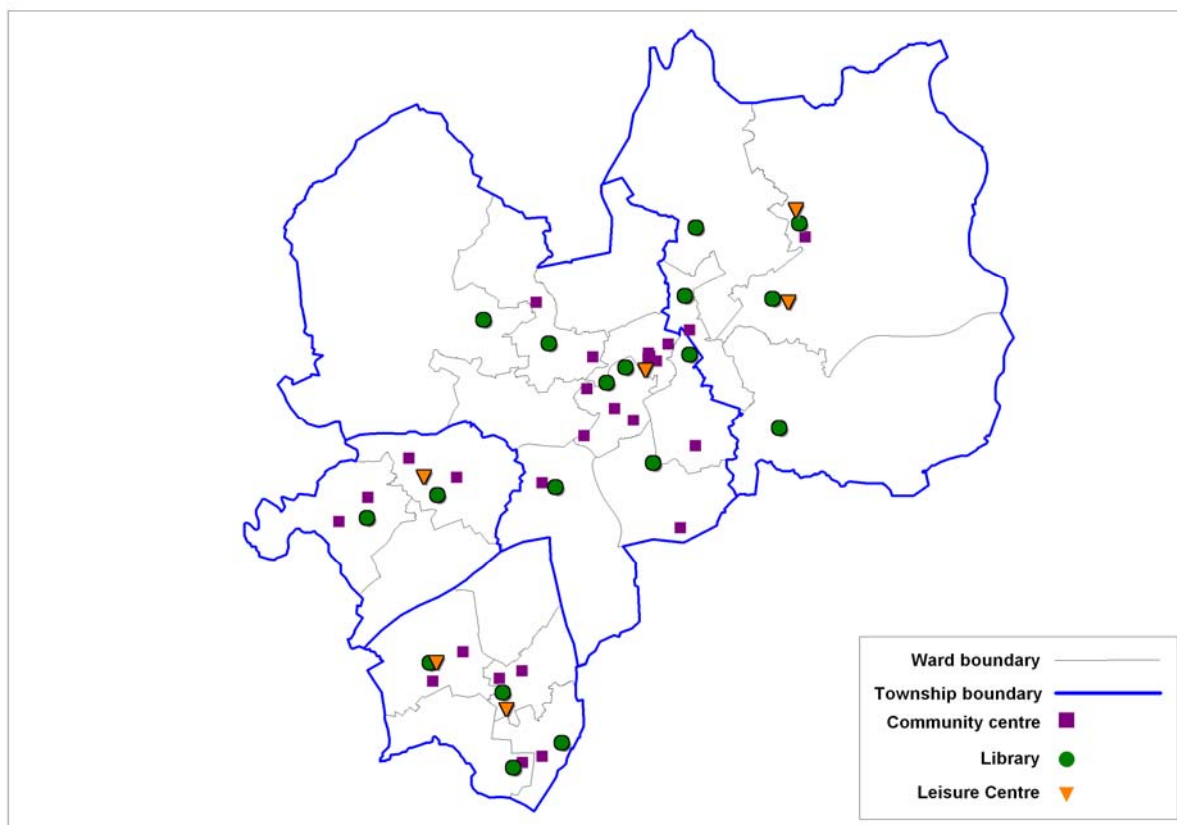 Ward boundary
Township boundary
Community centre
Library
Leisure Centre